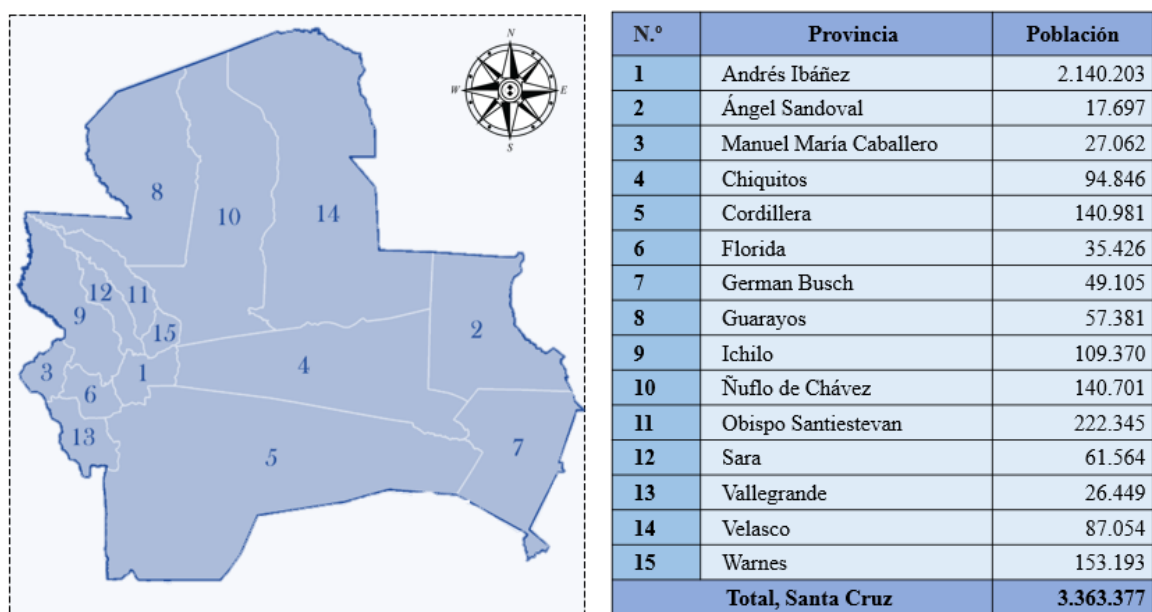 N
W
E
S
8
10
14
12
11
9
15
2
3
1
4
6
13
5
7
N.º Provincia Población
1 Andrés Ibáñez 2.140.203
2 Ángel Sandoval 17.697
3 Manuel María Caballero 27.062
4 Chiquitos 94.846
5 Cordillera 140.981
6 Florida 35.426
7 German Busch 49.105
8 Guarayos 57.381
9 Ichilo 109.370
10 Ñuflo de Chávez 140.701
11 Obispo Santiestevan 222.345
12 Sara 61.564
13 Vallegrande 26.449
14 Velasco 87.054
15 Warnes 153.193
Total, Santa Cruz 3.363.377